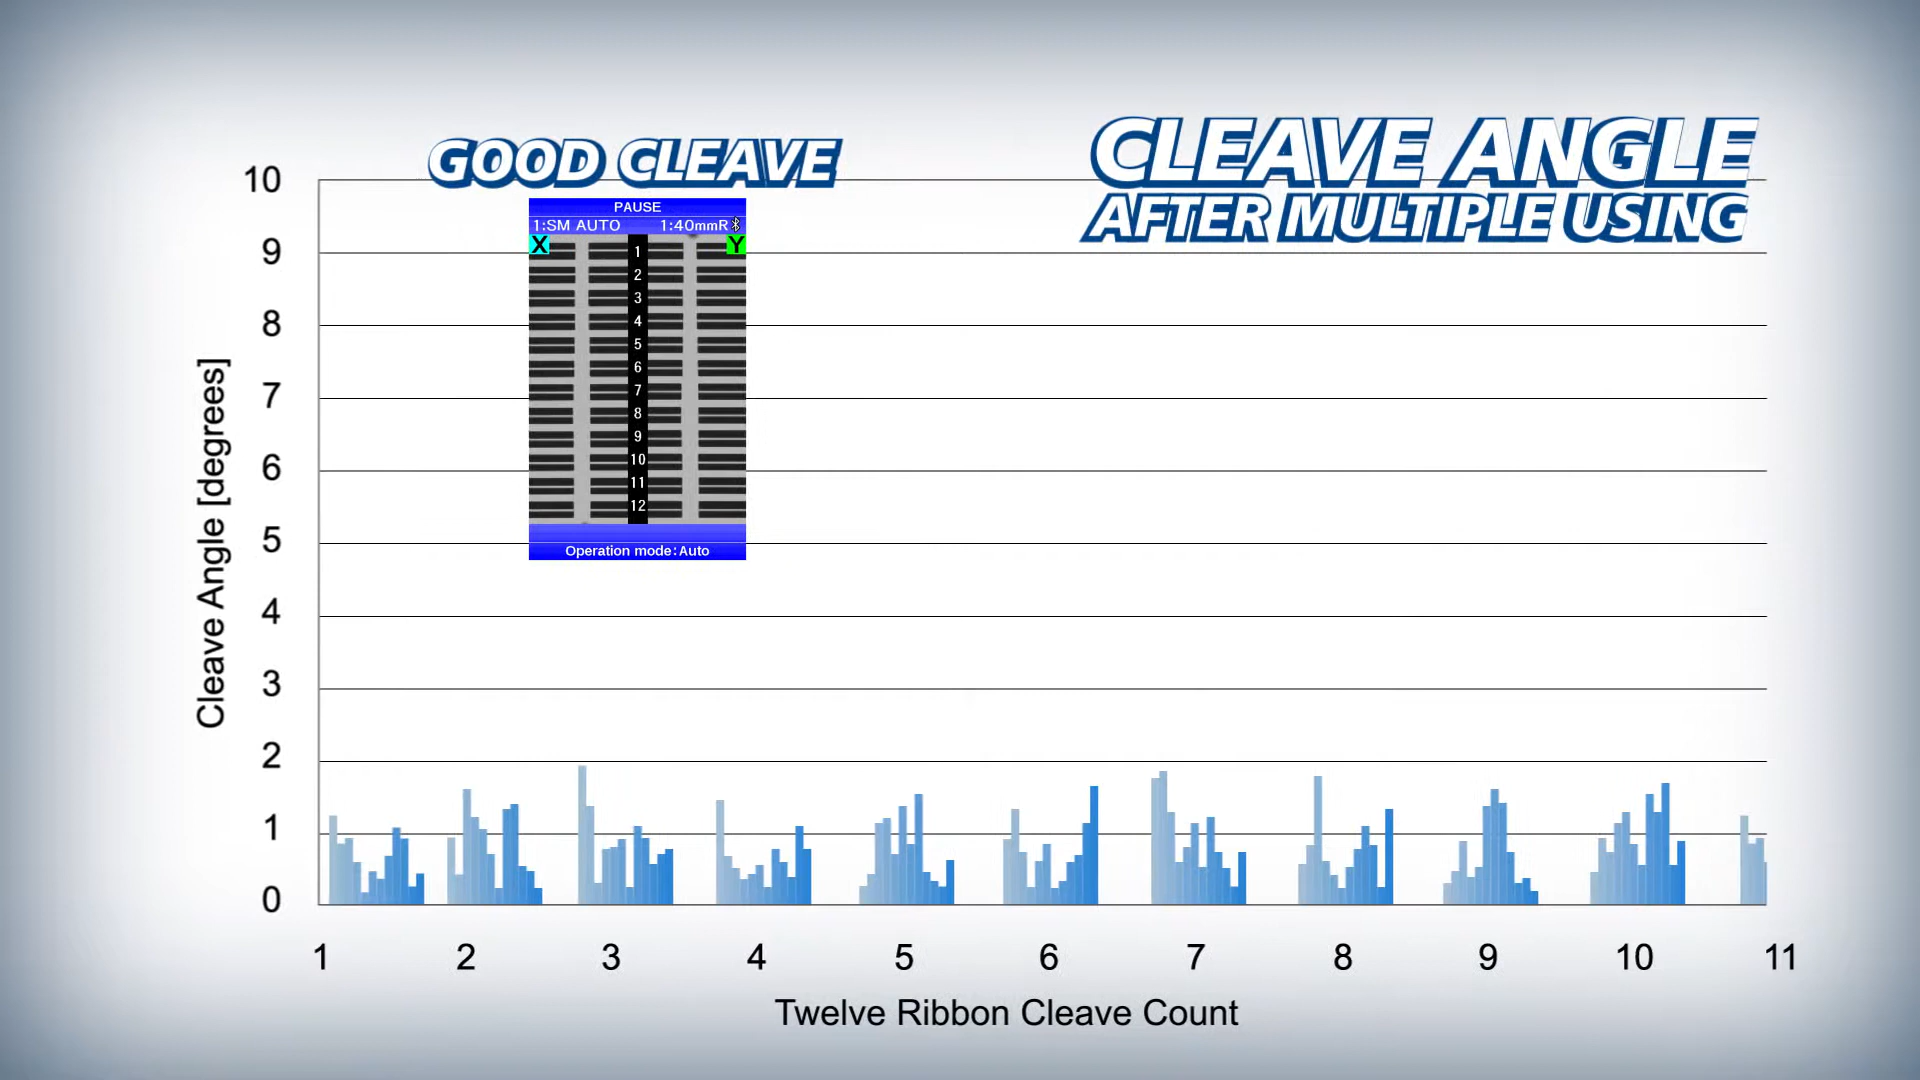 GOOD CLEAVE
CLEAVE ANGLE
AFTER MULTIPLE USING
PAUSE
1:SM AUTO 1:40mmR
X Y
1
2
3
4
5
6
7
8
9
10
11
12
Operation mode:Auto
Cleave Angle [degrees]
10
9
8
7
6
5
4
3
2
1
0
1 2 3 4 5 6 7 8 9 10 11
Twelve Ribbon Cleave Count